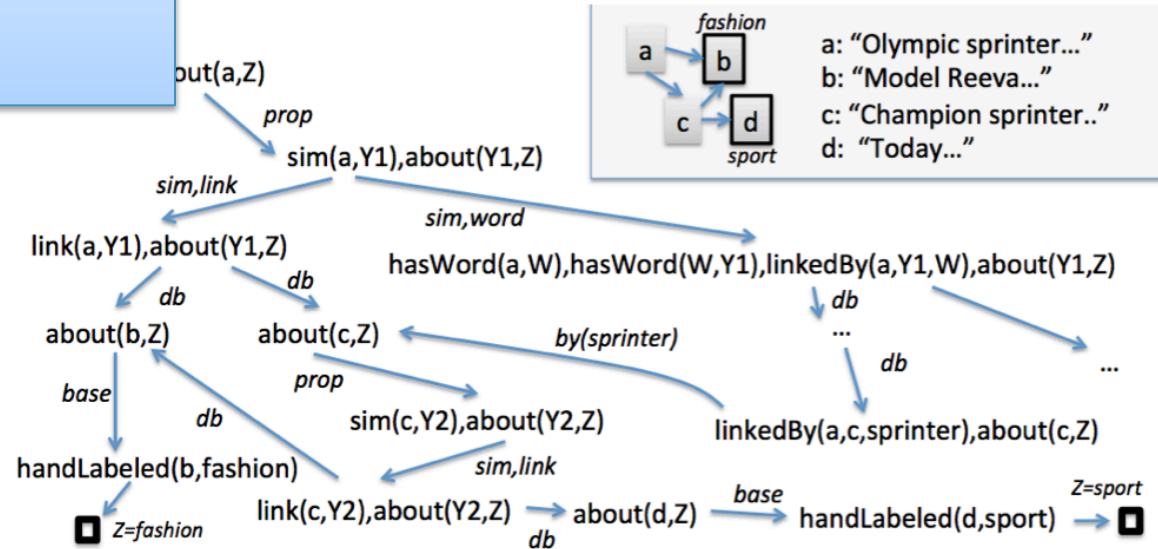 fashion
a
b
c
d
sport
a: “Olympic sprinter…”
b: “Model Reeva…”
c: “Champion sprinter..”
d: “Today…”
out(a,Z)
prop
sim(a,Y1),about(Y1,Z)
sim,link
sim,word
link(a,Y1),about(Y1,Z)
hasWord(a,W),hasWord(W,Y1),linkedBy(a,Y1,W),about(Y1,Z)
db
db
db
about(b,Z)
about(c,Z)
by(sprinter)
...
...
db
base
prop
db
sim(c,Y2),about(Y2,Z)
linkedBy(a,c,sprinter),about(c,Z)
handLabeled(b,fashion)
sim,link
Z=fashion
link(c,Y2),about(Y2,Z)
db
about(d,Z)
base
handLabeled(d,sport)
Z=sport